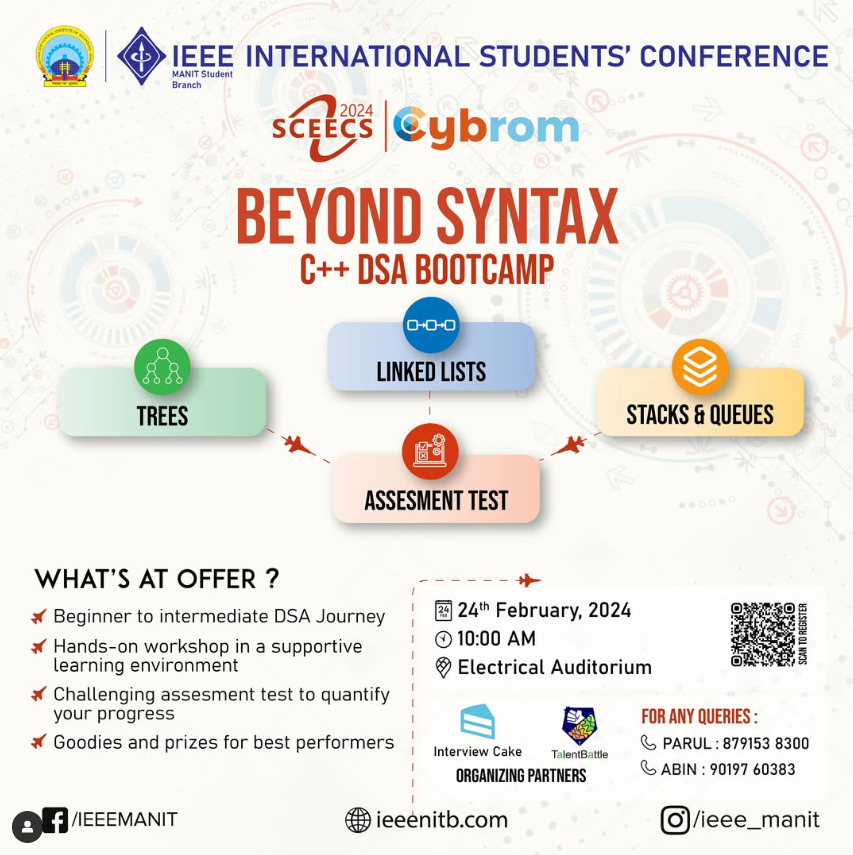 IEEE INTERNATIONAL STUDENTS' CONFERENCE
MANIT Student
Branch
2024
SCEECS
Cybrom
BEYOND SYNTAX
C++ DSA BOOTCAMP
LINKED LISTS
TREES
STACKS & QUEUES
ASSESMENT TEST
WHAT'S AT OFFER ?
Beginner to intermediate DSA Journey
Hands-on workshop in a supportive
learning environment
Challenging assesment test to quantify
your progress
Goodies and prizes for best performers
24
24th February, 2024
10:00 AM
Electrical Auditorium
SCAN TO REGISTER
Interview Cake
TalentBattle
ORGANIZING PARTNERS
FOR ANY QUERIES :
PARUL : 879153 8300
ABIN : 90197 60383
/IEEEMANIT
ieeenitb.com
/ieee_manit